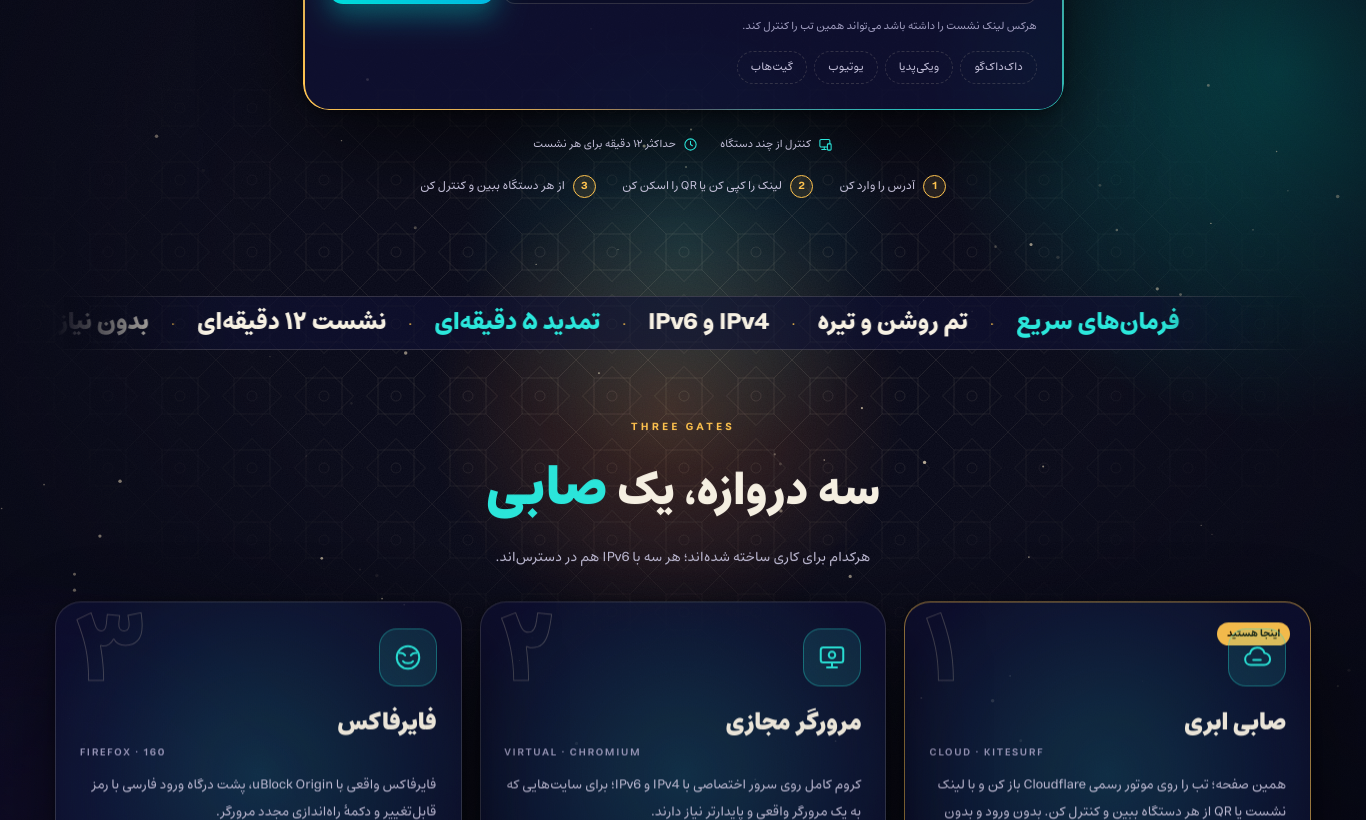 هرکس لینک نشست را داشته باشد می‌تواند همین تب را کنترل کند.
داک‌داک‌گو
ویکی‌پدیا
یوتیوب
گیت‌هاب
کنترل از چند دستگاه
حداکثر ۱۲ دقیقه برای هر نشست
1 آدرس را وارد کن
2 لینک را کپی کن یا QR را اسکن کن
3 از هر دستگاه ببین و کنترل کن
فرمان‌های سریع · تم روشن و تیره · IPv4 و IPv6 · تمدید ۵ دقیقه‌ای · نشست ۱۲ دقیقه‌ای · بدون نیاز
THREE GATES
سه دروازه، یک صابی
هرکدام برای کاری ساخته شده‌اند؛ هر سه با IPv6 هم در دسترس‌اند.
۱
اینجا هستید
صابی ابری
CLOUD · KITESURF
همین صفحه؛ تب را روی موتور رسمی Cloudflare باز کن و با لینک
نشست یا QR از هر دستگاه ببین و کنترل کن. بدون ورود و بدون
۲
مرورگر مجازی
VIRTUAL · CHROMIUM
کروم کامل روی سرور اختصاصی با IPv4 و IPv6؛ برای سایت‌هایی که
به یک مرورگر واقعی و پایدارتر نیاز دارند.
۳
فایرفاکس
FIREFOX · 160
فایرفاکس واقعی با uBlock Origin، پشت درگاه ورود فارسی با رمز
قابل‌تغییر و دکمهٔ راه‌اندازی مجدد مرورگر.